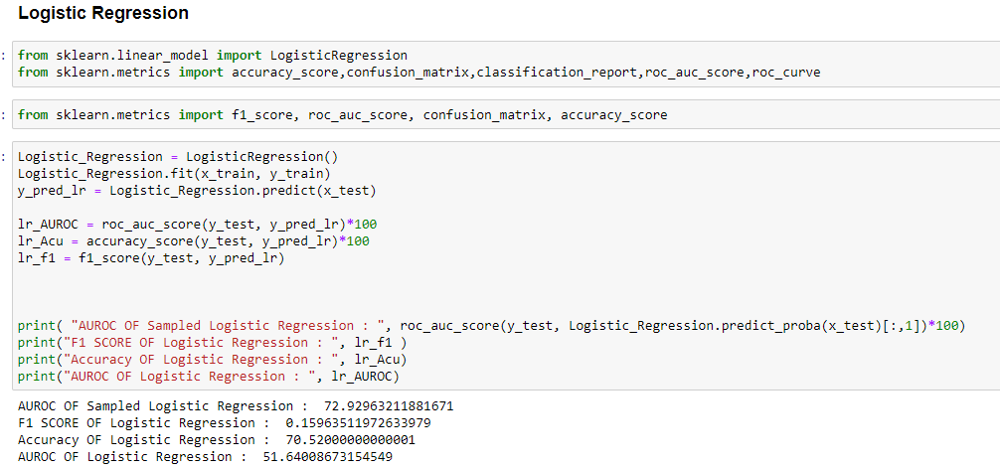 Logistic Regression
: from sklearn.linear_model import LogisticRegression
from sklearn.metrics import accuracy_score,confusion_matrix,classification_report,roc_auc_score,roc_curve
: from sklearn.metrics import f1_score, roc_auc_score, confusion_matrix, accuracy_score
: Logistic_Regression = LogisticRegression()
Logistic_Regression.fit(x_train, y_train)
y_pred_lr = Logistic_Regression.predict(x_test)
lr_AUROC = roc_auc_score(y_test, y_pred_lr)*100
lr_Acu = accuracy_score(y_test, y_pred_lr)*100
lr_f1 = f1_score(y_test, y_pred_lr)
print( "AUROC OF Sampled Logistic Regression : ", roc_auc_score(y_test, Logistic_Regression.predict_proba(x_test)[:,1])*100)
print("F1 SCORE OF Logistic Regression : ", lr_f1 )
print("Accuracy OF Logistic Regression : ", lr_Acu)
print("AUROC OF Logistic Regression : ", lr_AUROC)
AUROC OF Sampled Logistic Regression :  72.92963211881671
F1 SCORE OF Logistic Regression :  0.15963511972633979
Accuracy OF Logistic Regression :  70.52000000000001
AUROC OF Logistic Regression :  51.64008673154549